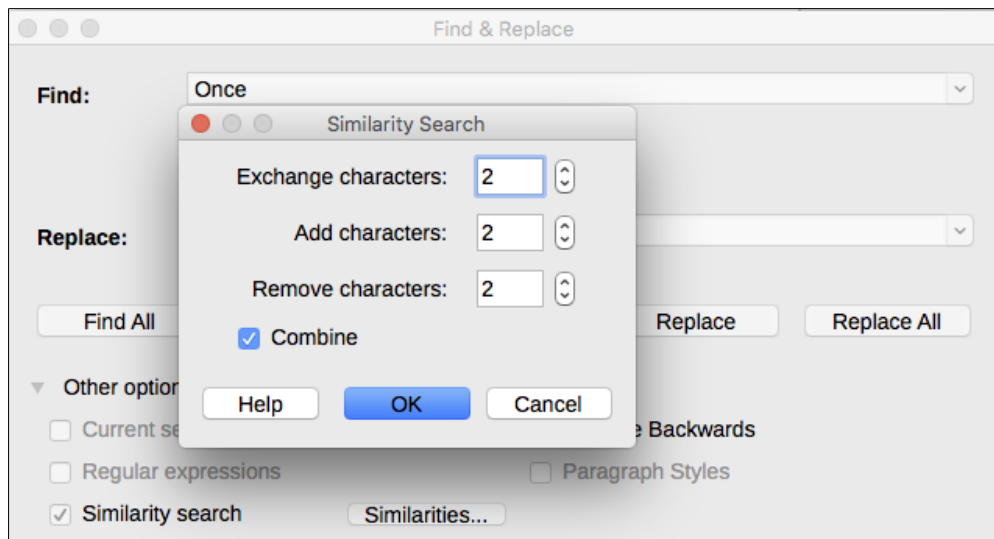 Find & Replace
Find:
Once
Similarity Search
Exchange characters:
2
Add characters:
2
Replace:
Remove characters:
2
Find All
Replace
Replace All
Combine
Other option
Help
OK
Cancel
Current se
e Backwards
Regular expressions
Paragraph Styles
Similarity search
Similarities...